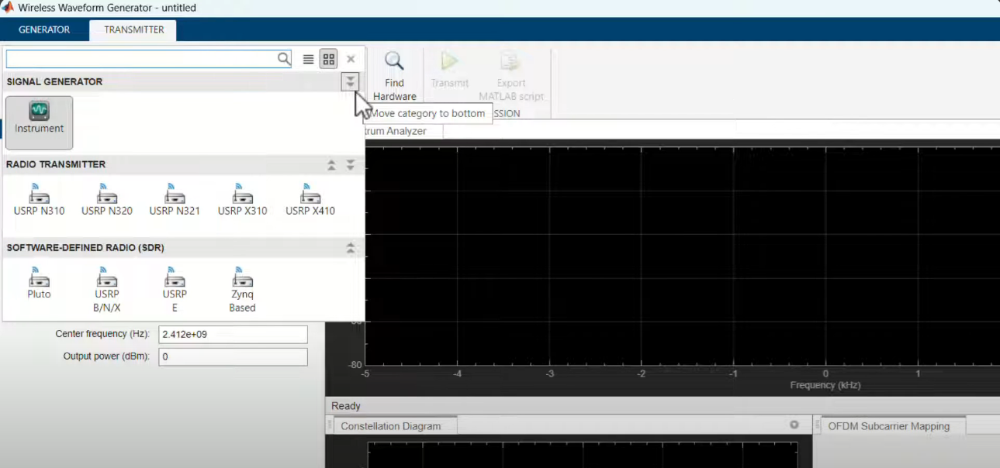 Wireless Waveform Generator - untitled
GENERATOR
TRANSMITTER
SIGNAL GENERATOR
Instrument
RADIO TRANSMITTER
USRP N310
USRP N320
USRP N321
USRP X310
USRP X410
SOFTWARE-DEFINED RADIO (SDR)
Pluto
USRP
B/N/X
USRP
E
Zynq
Based
Find
Hardware
Transmit
Export
MATLAB script
Move category to bottom
SSION
trum Analyzer
Center frequency (Hz):
2.412e+09
Output power (dBm):
0
-80
-5
-4
-3
-2
-1
0
1
Frequency (kHz)
Ready
Constellation Diagram
OFDM Subcarrier Mapping